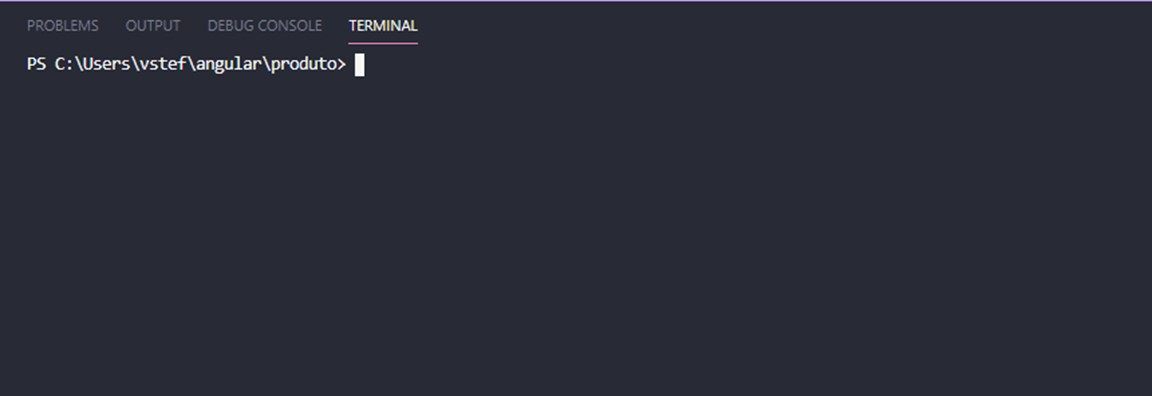 PROBLEMS OUTPUT DEBUG CONSOLE TERMINAL
PS C:\Users\vstef\angular\produto>